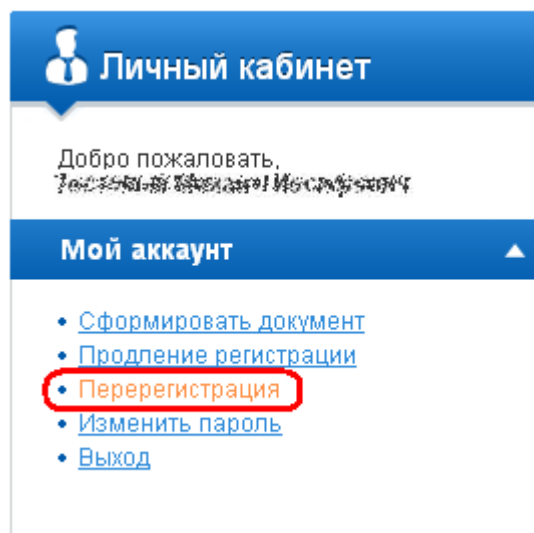 Личный кабинет
Добро пожаловать,
Мой аккаунт
Сформировать документ
Продление регистрации
Перерегистрация
Изменить пароль
Выход